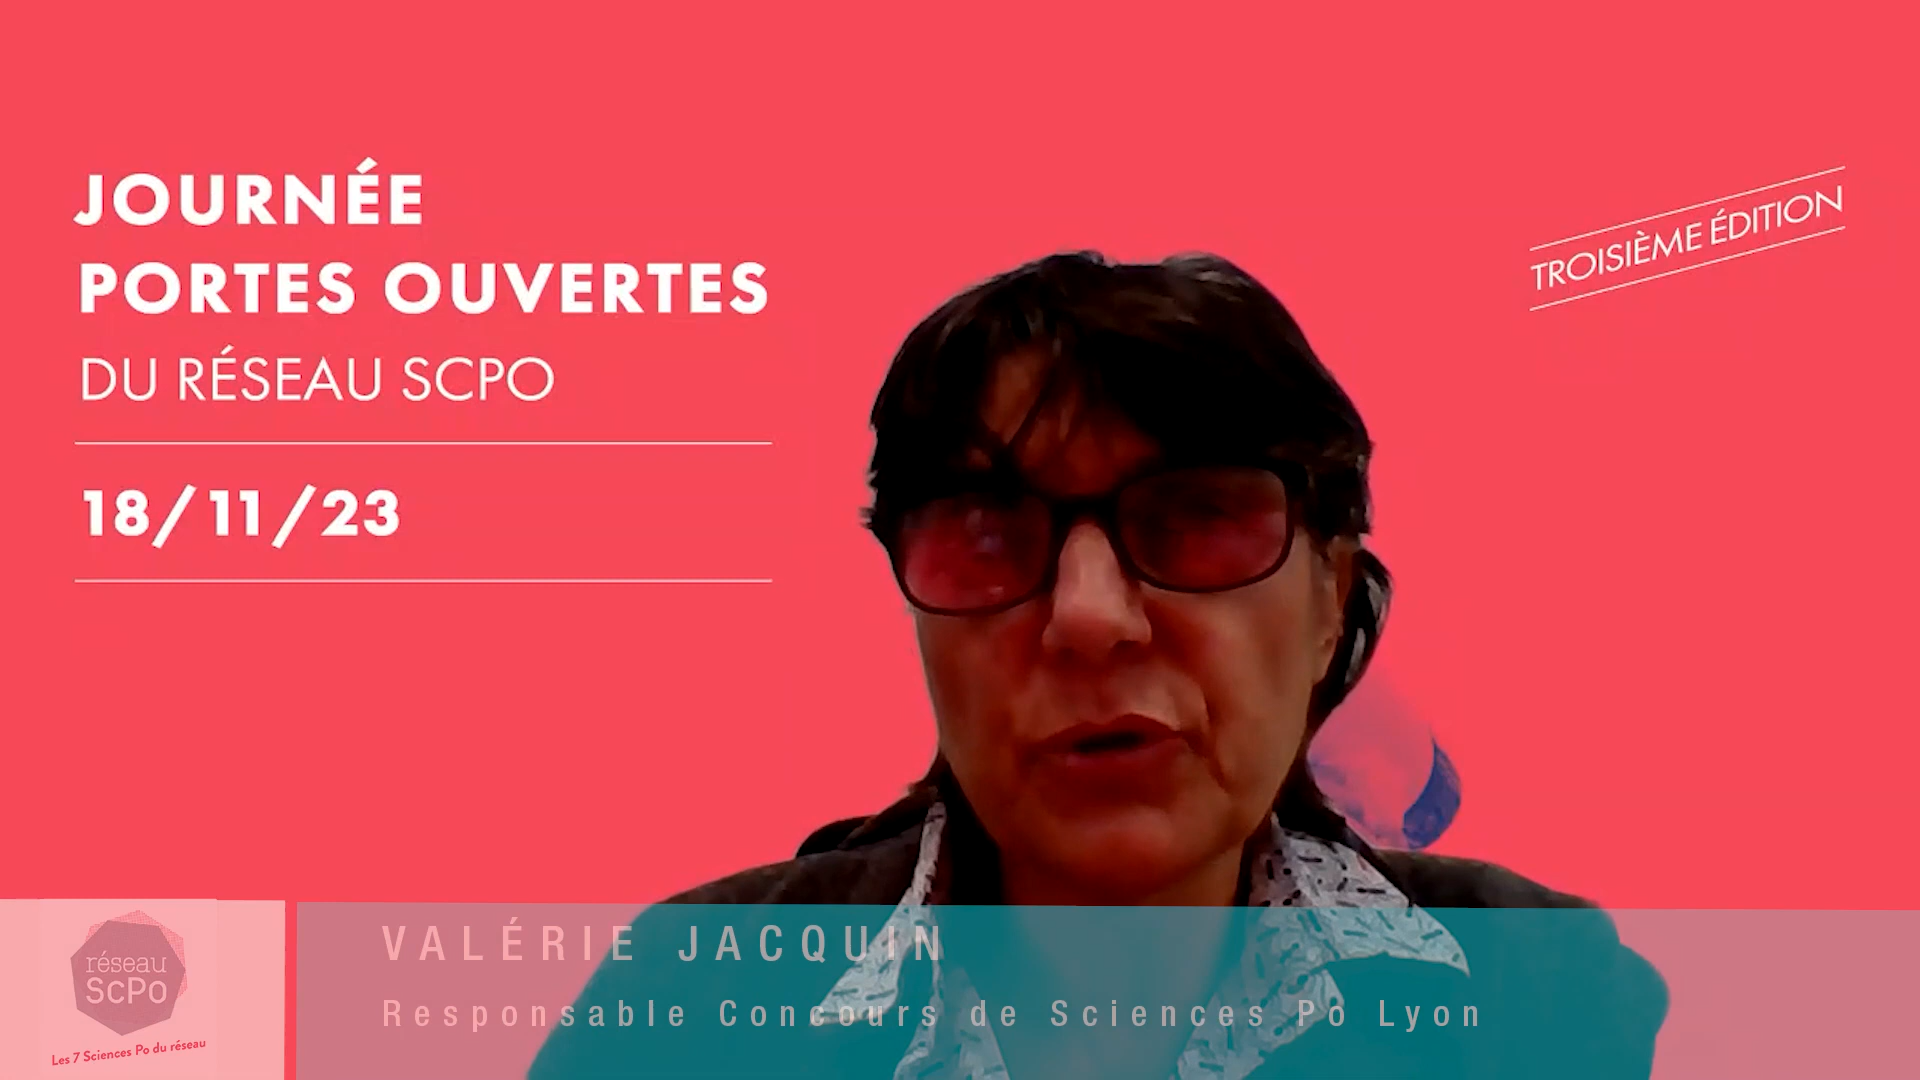 JOURNÉE
PORTES OUVERTES
DU RÉSEAU SCPO
18/11/23
TROISIÈME ÉDITION
VALÉRIE JACQUIN
Responsable Concours de Sciences Po Lyon
réseau
ScPo
Les 7 Sciences Po du réseau